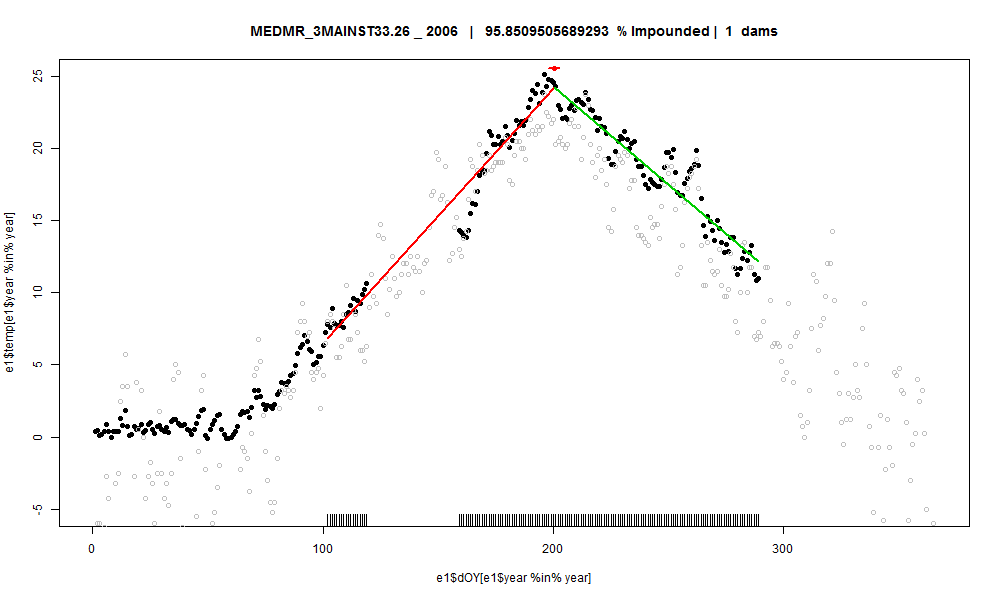 MEDMR_3MAINST33.26 _ 2006 | 95.8509505689293 % Impounded | 1 dams
e1$temp[e1$year %in% year]
25
20
15
10
5
0
-5
0 100 200 300
e1$dOY[e1$year %in% year]